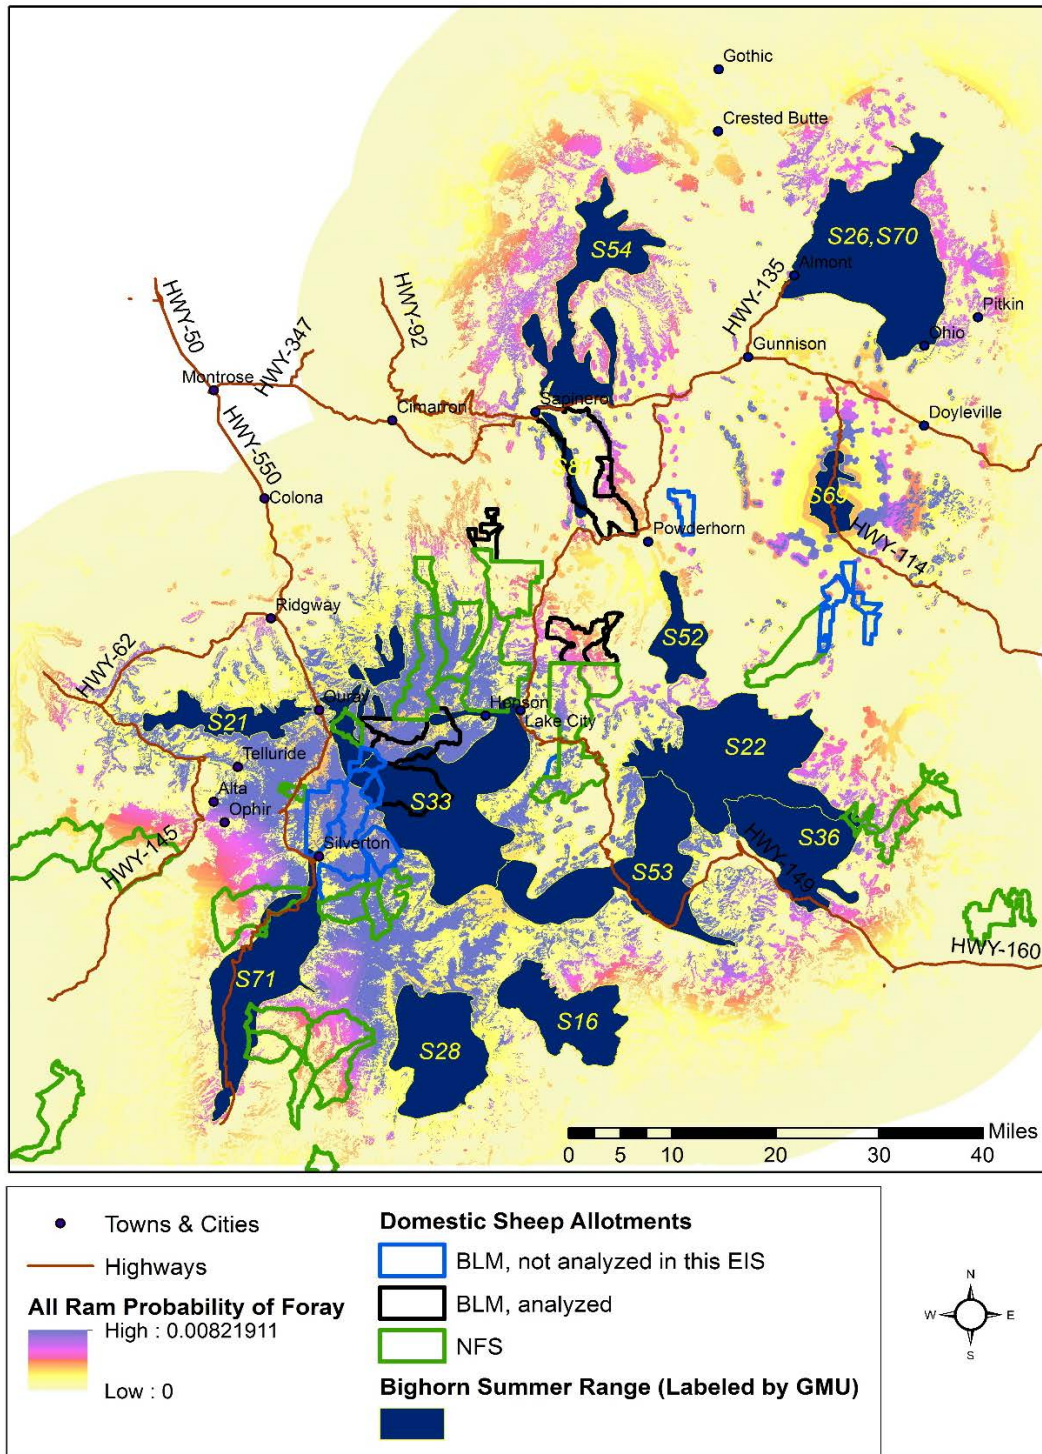 Gothic
Crested Butte
S54
S26,S70
Almont
HWY-135
Pitkin
Ohio
HWY-50
HWY-347
HWY-92
Gunnison
Montrose
Cimarron
Sapinero
Doyleville
HWY-550
S81
S69
Colona
Powderhorn
HWY-114
Ridgway
HWY-62
S52
Ouray
Henson
Lake City
S21
S22
Telluride
Alta
Ophir
S33
S36
HWY-145
Silverton
S53
HWY-149
HWY-160
S71
S16
S28
Miles
0 5 10 20 30 40
Towns & Cities
Highways
All Ram Probability of Foray
High : 0.00821911
Low : 0
Domestic Sheep Allotments
BLM, not analyzed in this EIS
BLM, analyzed
NFS
Bighorn Summer Range (Labeled by GMU)
N
W E
S